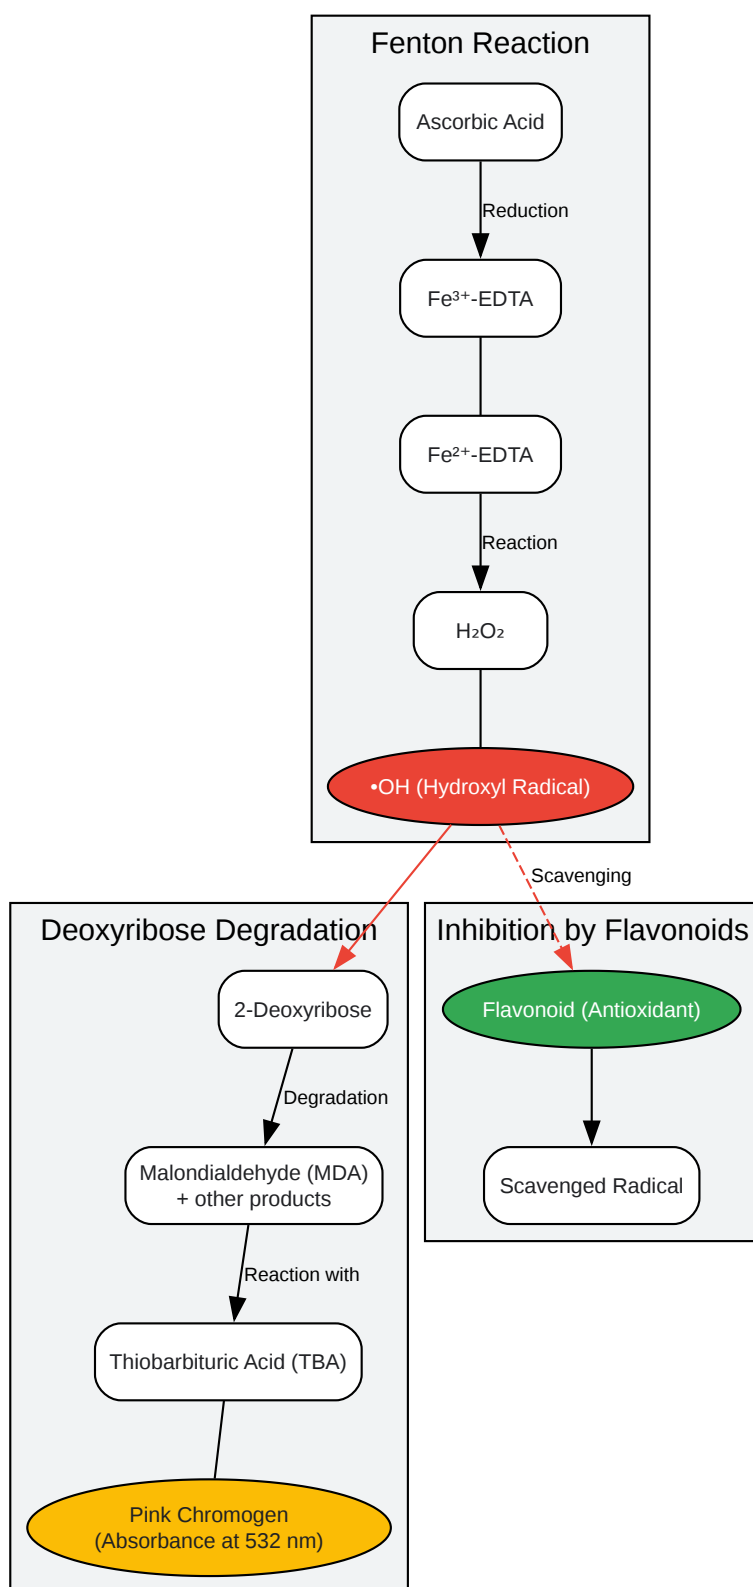 Fenton Reaction
Ascorbic Acid
Reduction
Fe³⁺-EDTA
Fe²⁺-EDTA
Reaction
H₂O₂
•OH (Hydroxyl Radical)
Scavenging
Deoxyribose Degradation
2-Deoxyribose
Degradation
Malondialdehyde (MDA)
+ other products
Reaction with
Thiobarbituric Acid (TBA)
Pink Chromogen
(Absorbance at 532 nm)
Inhibition by Flavonoids
Flavonoid (Antioxidant)
Scavenged Radical